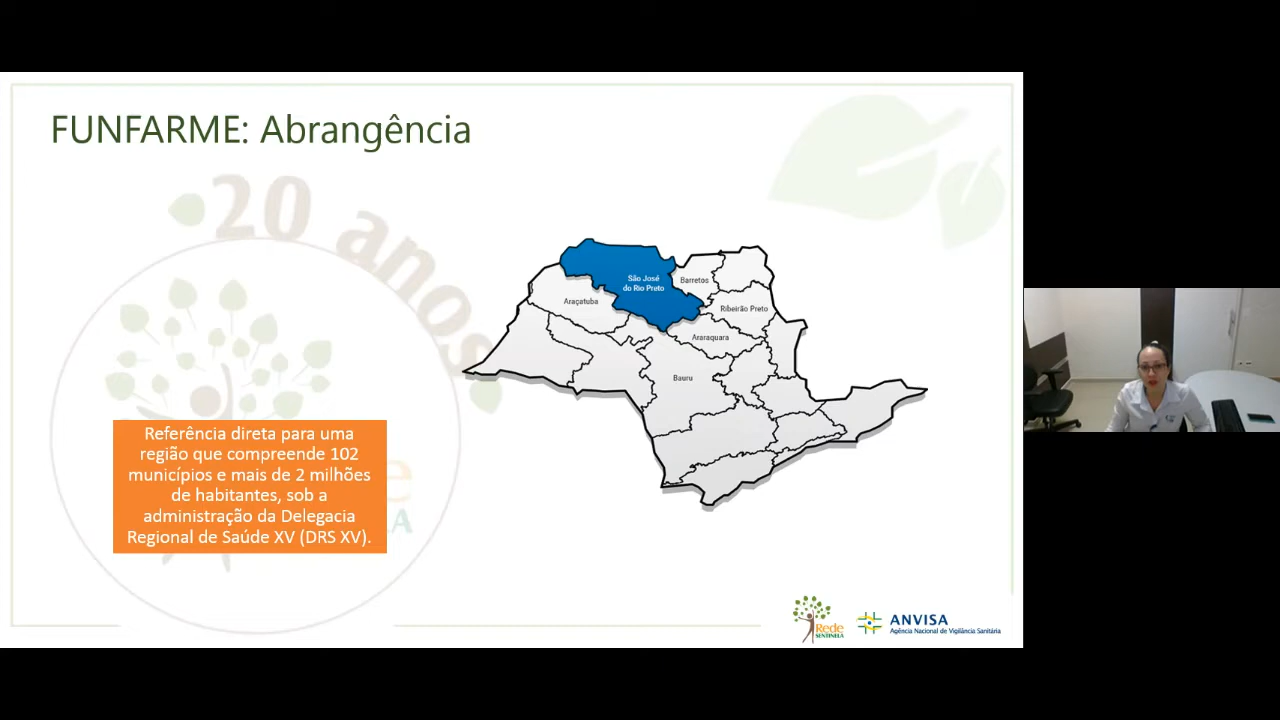 FUNFARME: Abrangência
20 anos
São José
do Rio Preto
Barretos
Araçatuba
Ribeirão Preto
Araraquara
Bauru
Referência direta para uma
região que compreende 102
municípios e mais de 2 milhões
de habitantes, sob a
administração da Delegacia
Regional de Saúde XV (DRS XV).
Rede
SENTINELA
ANVISA
Agência Nacional de Vigilância Sanitária